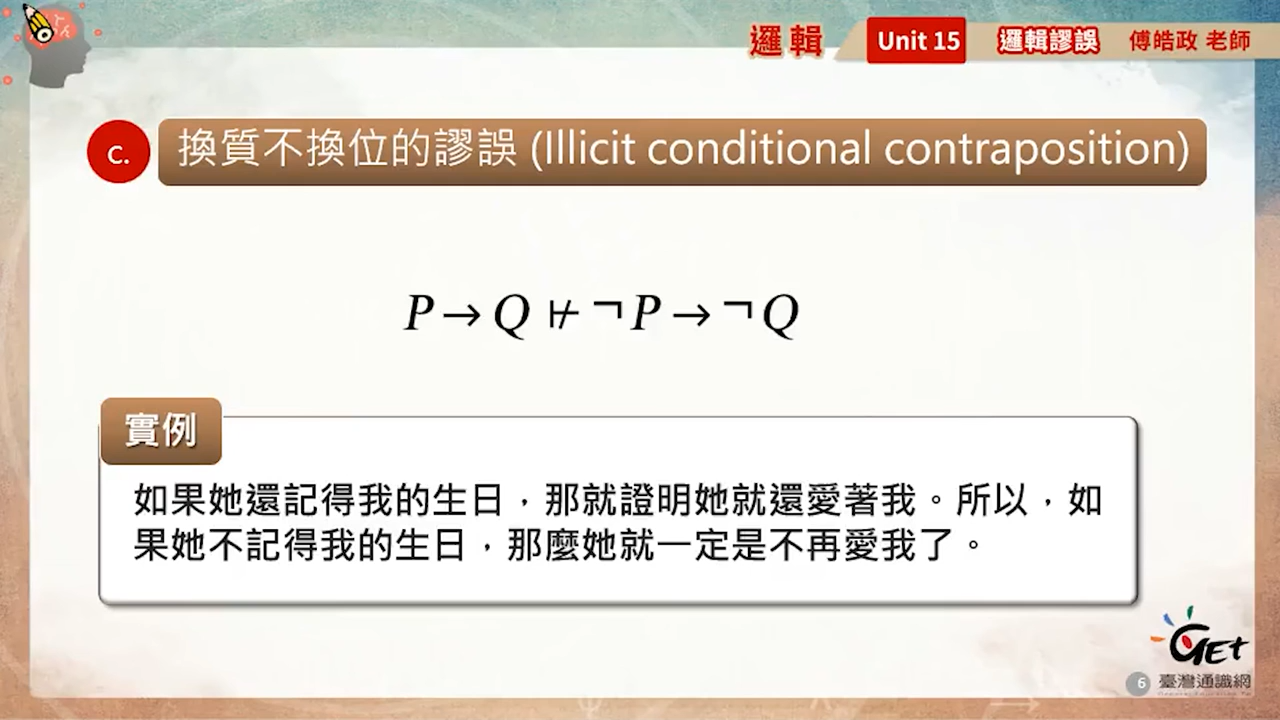 邏輯 Unit 15 邏輯謬誤 傅皓政 老師
c. 換質不換位的謬誤 (Illicit conditional contraposition)
P → Q ⊬ ¬P → ¬Q
實例
如果她還記得我的生日，那就證明她就還愛著我。所以，如
果她不記得我的生日，那麼她就一定是不再愛我了。
GEt
6 臺灣通識網